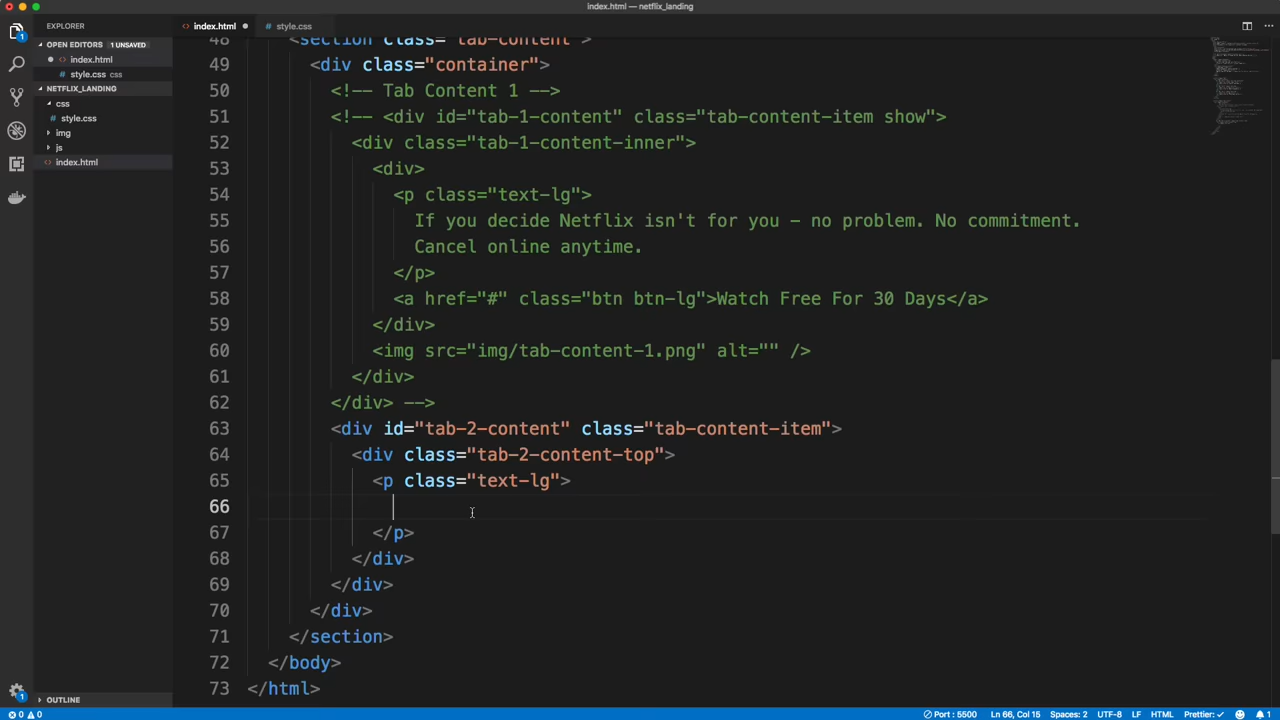 index.html — netflix_landing
EXPLORER
index.html
style.css
OPEN EDITORS 1 UNSAVED
index.html
style.css css
NETFLIX_LANDING
css
style.css
img
js
index.html
48 <section class="tab-content">
49 <div class="container">
50 <!-- Tab Content 1 -->
51 <!-- <div id="tab-1-content" class="tab-content-item show">
52 <div class="tab-1-content-inner">
53 <div>
54 <p class="text-lg">
55 If you decide Netflix isn't for you - no problem. No commitment.
56 Cancel online anytime.
57 </p>
58 <a href="#" class="btn btn-lg">Watch Free For 30 Days</a>
59 </div>
60 <img src="img/tab-content-1.png" alt="" />
61 </div>
62 </div> -->
63 <div id="tab-2-content" class="tab-content-item">
64 <div class="tab-2-content-top">
65 <p class="text-lg">
66
67 </p>
68 </div>
69 </div>
70 </div>
71 </section>
72 </body>
73 </html>
1
1
OUTLINE
0 0
Port : 5500
Ln 66, Col 15
Spaces: 2
UTF-8
LF
HTML
Prettier: ✓
1